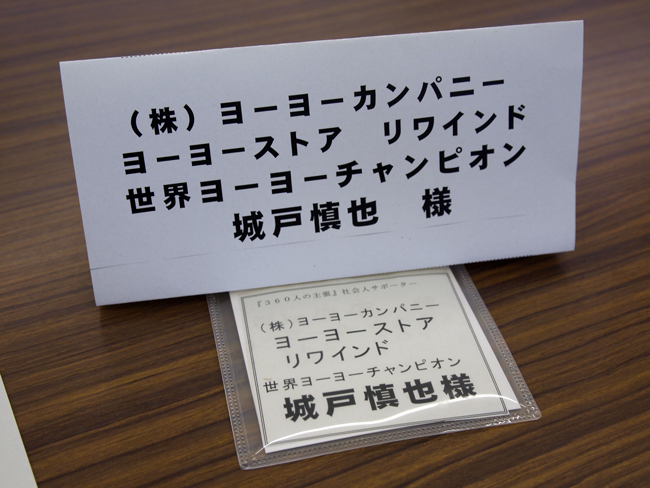 （株）ヨーヨーカンパニー
ヨーヨーストア　リワインド
世界ヨーヨーチャンピオン
城戸慎也　様
『３６０人の主張』社会人サポーター
（株）ヨーヨーカンパニー
ヨーヨーストア
リワインド
世界ヨーヨーチャンピオン
城戸慎也様